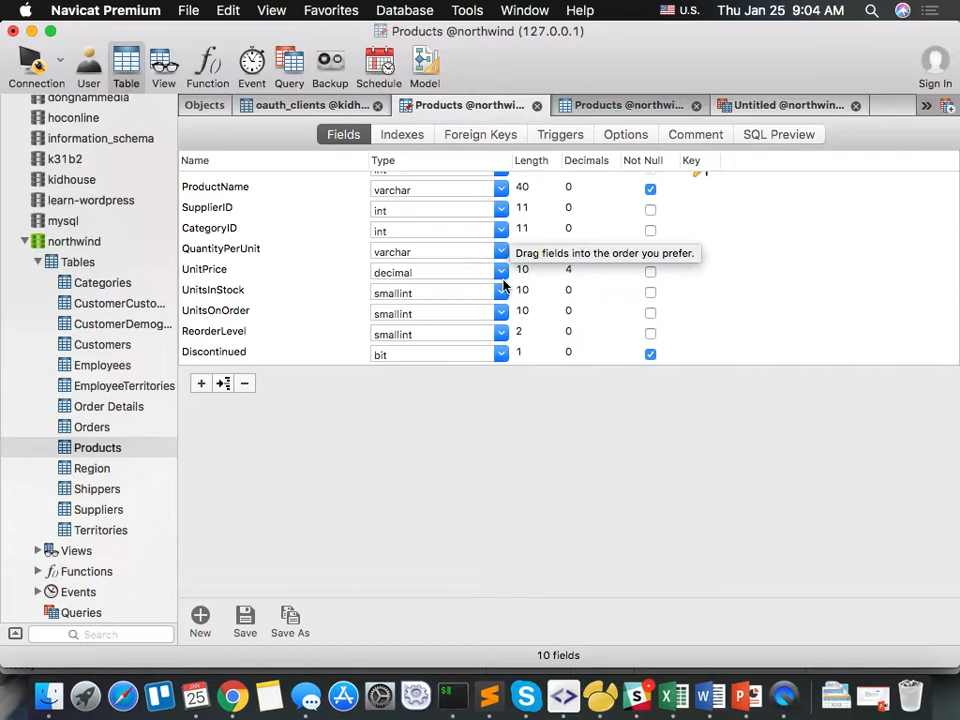 Navicat Premium File Edit View Favorites Database Tools Window Help U.S. Thu Jan 25 9:04 AM
Products @northwind (127.0.0.1)
Connection User Table View Function Event Query Backup Schedule Model Sign In
Objects oauth_clients @kidh... Products @northwi... Products @northwi... Untitled @northwin...
dongnammedia
hoconline
information_schema
k31b2
kidhouse
learn-wordpress
mysql
northwind
Tables
Categories
CustomerCusto...
CustomerDemog...
Customers
Employees
EmployeeTerritories
Order Details
Orders
Products
Region
Shippers
Suppliers
Territories
Views
Functions
Events
Queries
Search
Fields Indexes Foreign Keys Triggers Options Comment SQL Preview
Name Type Length Decimals Not Null Key
ProductName varchar 40 0
SupplierID int 11 0
CategoryID int 11 0
QuantityPerUnit varchar
Drag fields into the order you prefer.
UnitPrice decimal 10 4
UnitsInStock smallint 10 0
UnitsOnOrder smallint 10 0
ReorderLevel smallint 2 0
Discontinued bit 1 0
New Save Save As
10 fields